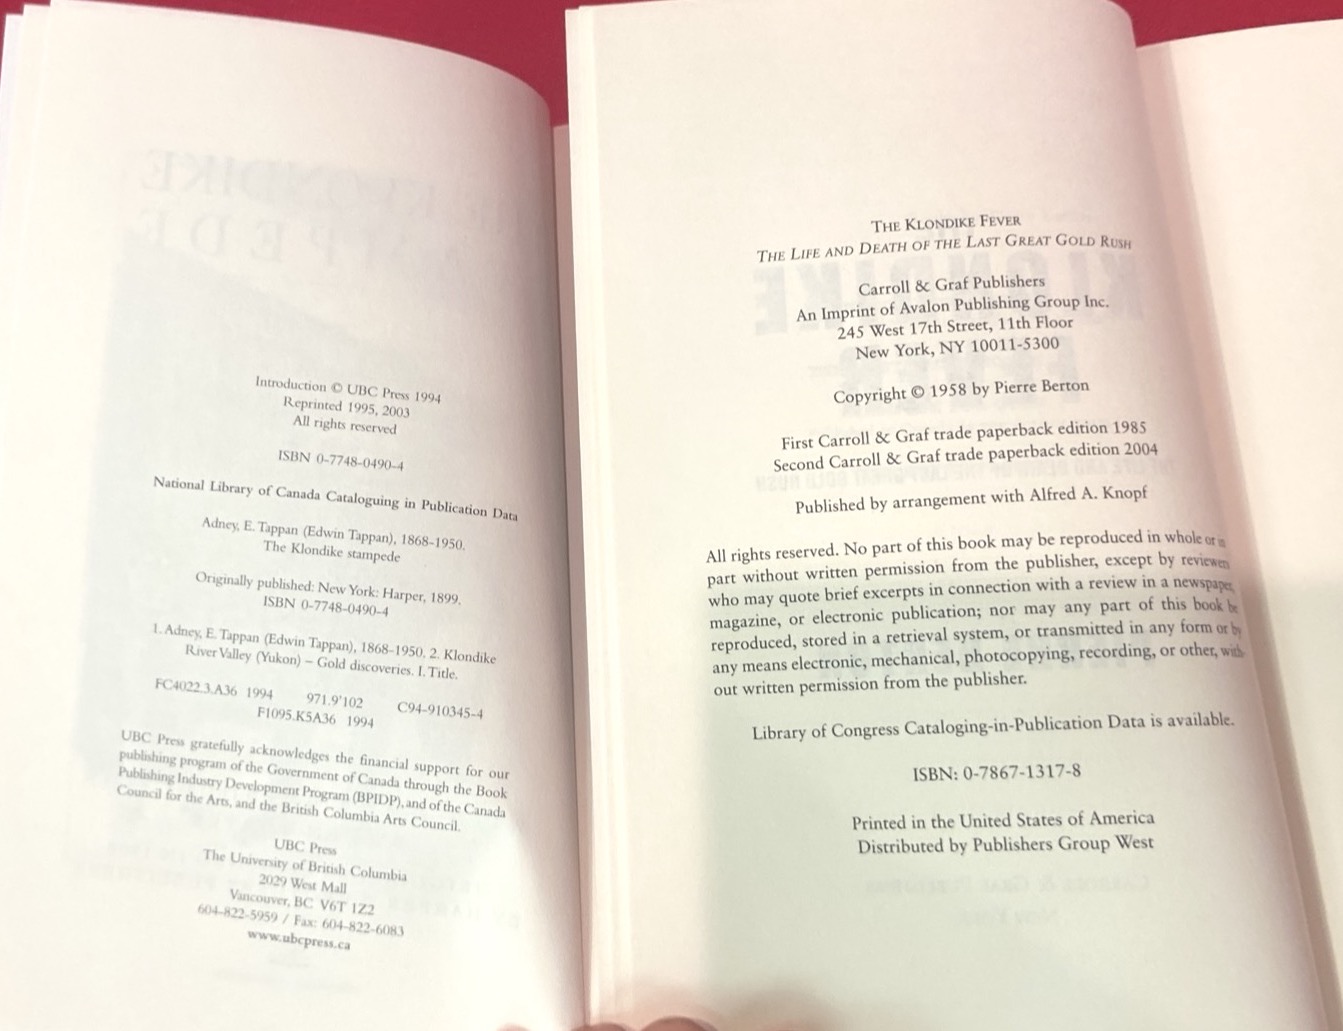 Introduction © UBC Press 1994
Reprinted 1995, 2003
All rights reserved
ISBN 0-7748-0490-4
National Library of Canada Cataloguing in Publication Data
Adney, E. Tappan (Edwin Tappan), 1868-1950.
The Klondike stampede
Originally published: New York: Harper, 1899.
ISBN 0-7748-0490-4
1. Adney, E. Tappan (Edwin Tappan), 1868-1950. 2. Klondike
River Valley (Yukon) – Gold discoveries. I. Title.
FC4022.3.A36 1994 971.9'102 C94-910345-4
F1095.K5A36 1994
UBC Press gratefully acknowledges the financial support for our
publishing program of the Government of Canada through the Book
Publishing Industry Development Program (BPIDP), and of the Canada
Council for the Arts, and the British Columbia Arts Council.
UBC Press
The University of British Columbia
2029 West Mall
Vancouver, BC V6T 1Z2
604-822-5959 / Fax: 604-822-6083
www.ubcpress.ca
THE KLONDIKE FEVER
THE LIFE AND DEATH OF THE LAST GREAT GOLD RUSH
Carroll & Graf Publishers
An Imprint of Avalon Publishing Group Inc.
245 West 17th Street, 11th Floor
New York, NY 10011-5300
Copyright © 1958 by Pierre Berton
First Carroll & Graf trade paperback edition 1985
Second Carroll & Graf trade paperback edition 2004
Published by arrangement with Alfred A. Knopf
All rights reserved. No part of this book may be reproduced in whole or in
part without written permission from the publisher, except by reviewers
who may quote brief excerpts in connection with a review in a newspaper,
magazine, or electronic publication; nor may any part of this book be
reproduced, stored in a retrieval system, or transmitted in any form or by
any means electronic, mechanical, photocopying, recording, or other, with-
out written permission from the publisher.
Library of Congress Cataloging-in-Publication Data is available.
ISBN: 0-7867-1317-8
Printed in the United States of America
Distributed by Publishers Group West